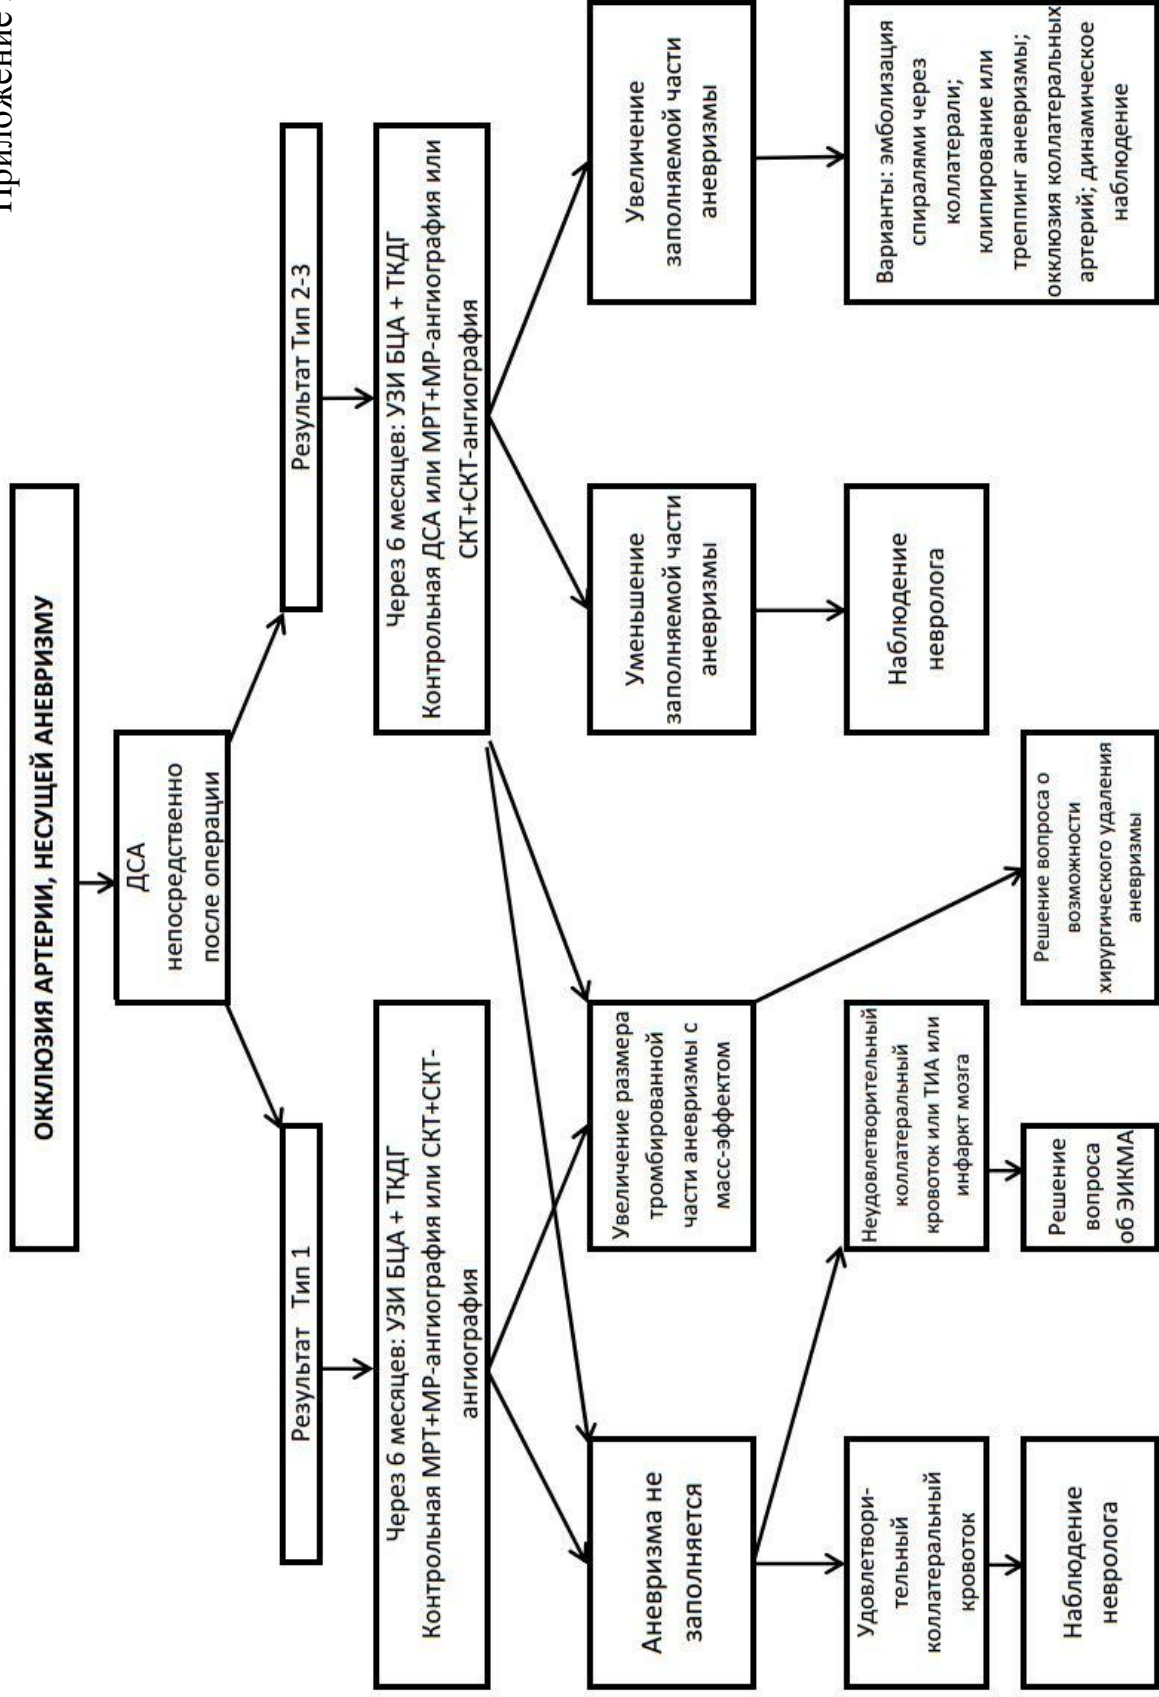 Приложение
ОККЛЮЗИЯ АРТЕРИИ, НЕСУЩЕЙ АНЕВРИЗМУ
ДСА
непосредственно
после операции
Результат Тип 1
Результат Тип 2-3
Через 6 месяцев: УЗИ БЦА + ТКДГ
Контрольная МРТ+МР-ангиография или СКТ+СКТ-
ангиография
Через 6 месяцев: УЗИ БЦА + ТКДГ
Контрольная ДСА или МРТ+МР-ангиография или
СКТ+СКТ-ангиография
Аневризма не
заполняется
Увеличение размера
тромбированной
части аневризмы с
масс-эффектом
Уменьшение
заполняемой части
аневризмы
Увеличение
заполняемой части
аневризмы
Удовлетвори-
тельный
коллатеральный
кровоток
Неудовлетворительный
коллатеральный
кровоток или ТИА или
инфаркт мозга
Наблюдение
невролога
Варианты: эмболизация
спиралями через
коллатерали;
клипирование или
треппинг аневризмы;
окклюзия коллатеральных
артерий; динамическое
наблюдение
Наблюдение
невролога
Решение
вопроса
об ЭИКМА
Решение вопроса о
возможности
хирургического удаления
аневризмы